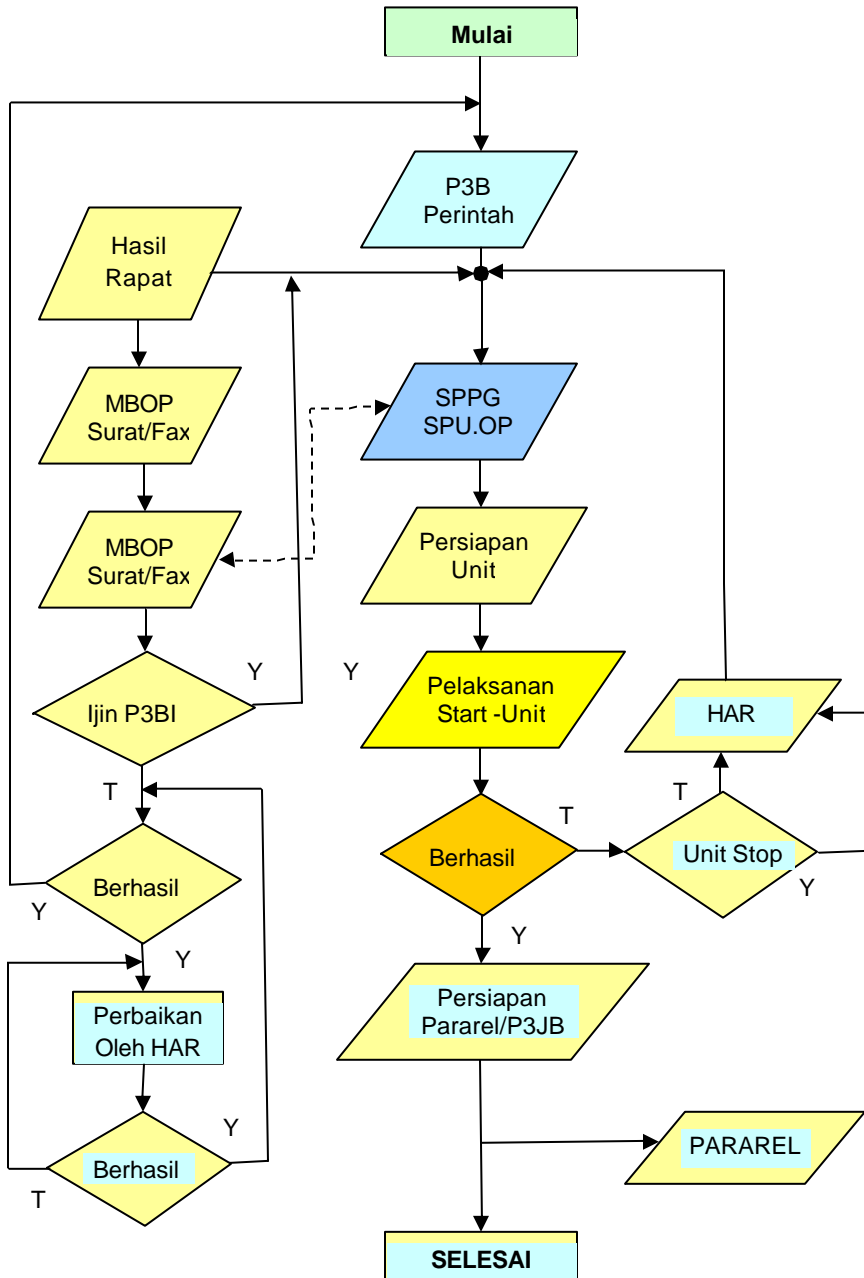 Mulai
P3B
Perintah
Hasil
Rapat
MBOP
Surat/Fax
SPPG
SPU.OP
MBOP
Surat/Fax
Persiapan
Unit
Ijin P3BI
Y
Y
Pelaksanan
Start -Unit
HAR
T
Berhasil
Y
Y
Berhasil
T
Y
T
Unit Stop
Y
Perbaikan
Oleh HAR
Persiapan
Pararel/P3JB
Berhasil
Y
T
PARAREL
SELESAI